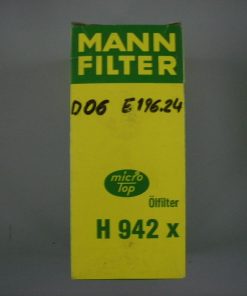 MANN
FILTER
D06 E196.24
micro
Top
Ölfilter
H 942 x